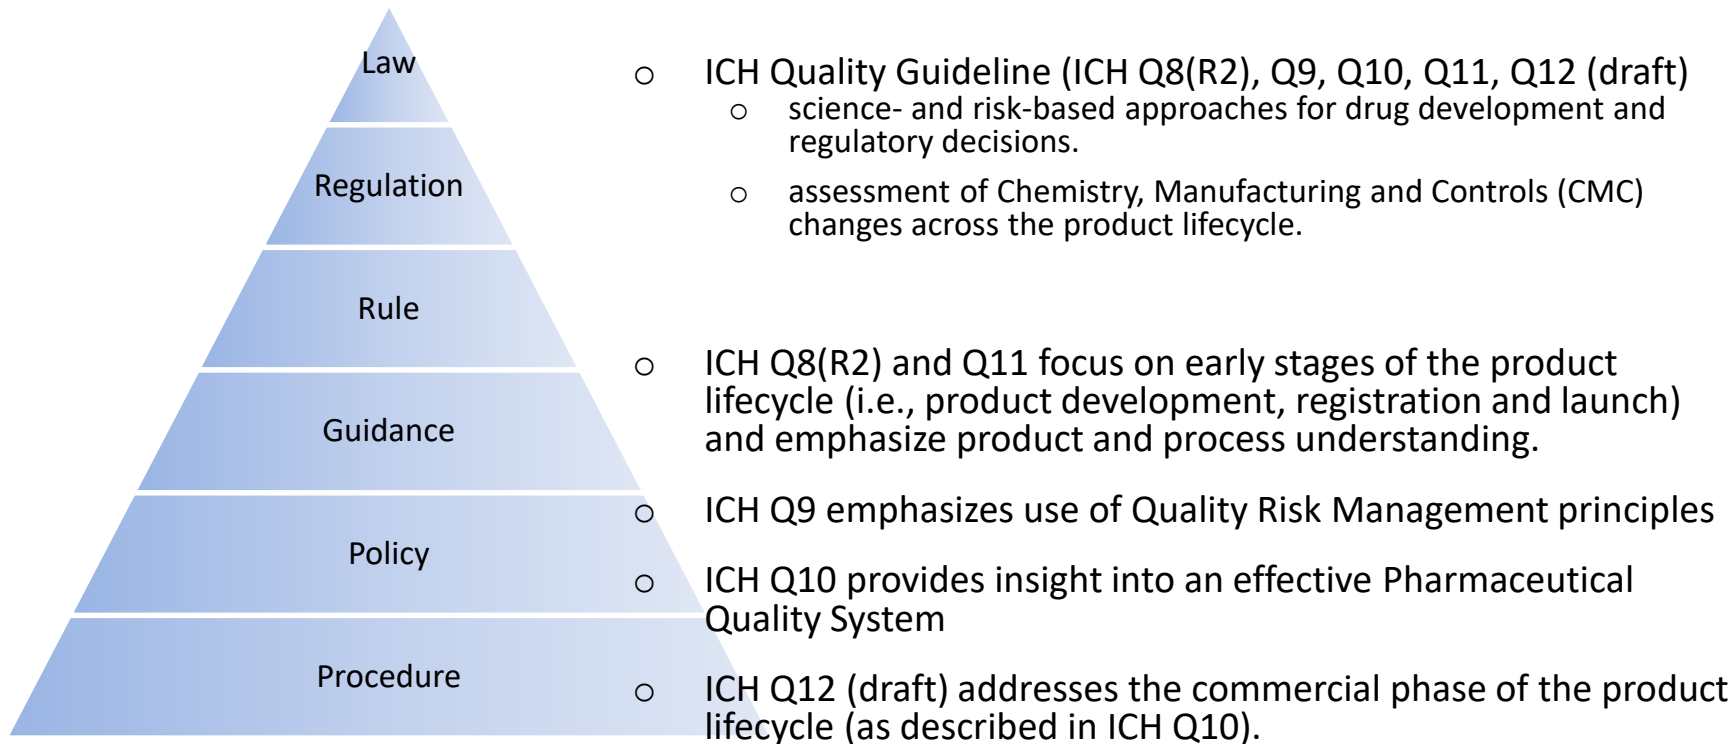 Law
Regulation
Rule
Guidance
Policy
Procedure
○ ICH Quality Guideline (ICH Q8(R2), Q9, Q10, Q11, Q12 (draft)
○ science- and risk-based approaches for drug development and
regulatory decisions.
○ assessment of Chemistry, Manufacturing and Controls (CMC)
changes across the product lifecycle.
○ ICH Q8(R2) and Q11 focus on early stages of the product
lifecycle (i.e., product development, registration and launch)
and emphasize product and process understanding.
○ ICH Q9 emphasizes use of Quality Risk Management principles
○ ICH Q10 provides insight into an effective Pharmaceutical
Quality System
○ ICH Q12 (draft) addresses the commercial phase of the product
lifecycle (as described in ICH Q10).